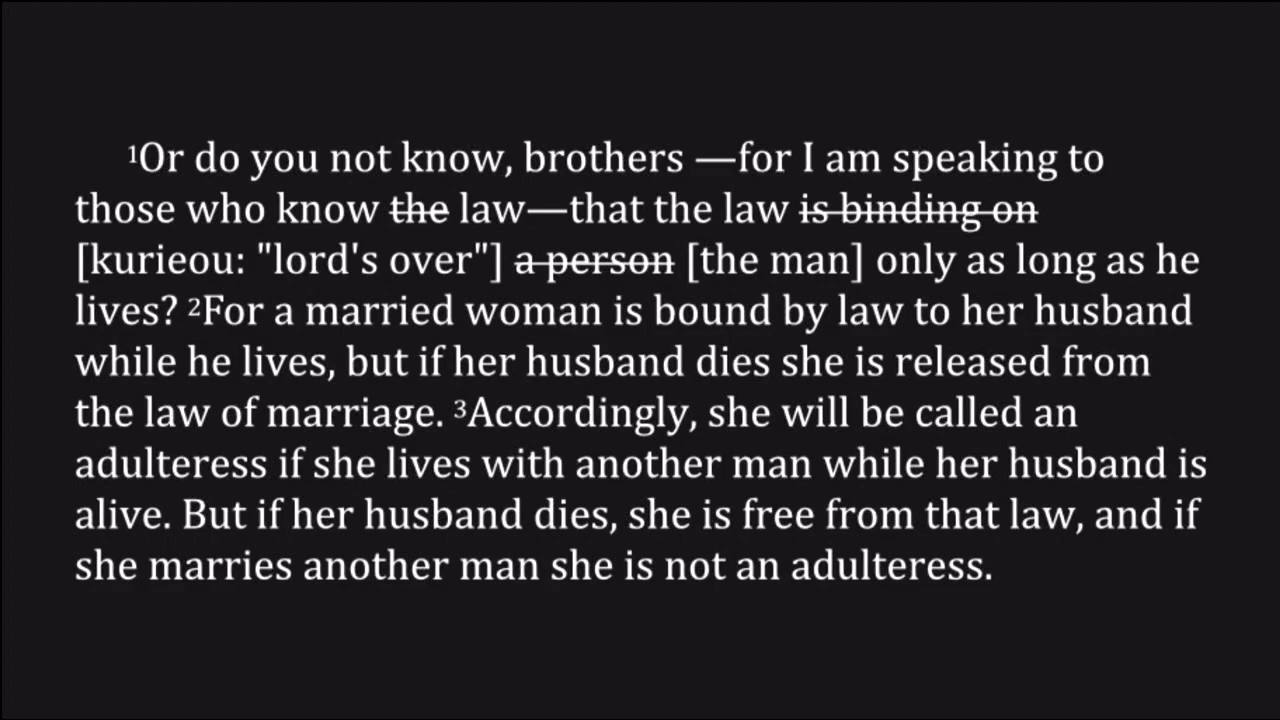 ¹Or do you not know, brothers —for I am speaking to
those who know the law—that the law is binding on
[kurieou: "lord's over"] a person [the man] only as long as he
lives? ²For a married woman is bound by law to her husband
while he lives, but if her husband dies she is released from
the law of marriage. ³Accordingly, she will be called an
adulteress if she lives with another man while her husband is
alive. But if her husband dies, she is free from that law, and if
she marries another man she is not an adulteress.